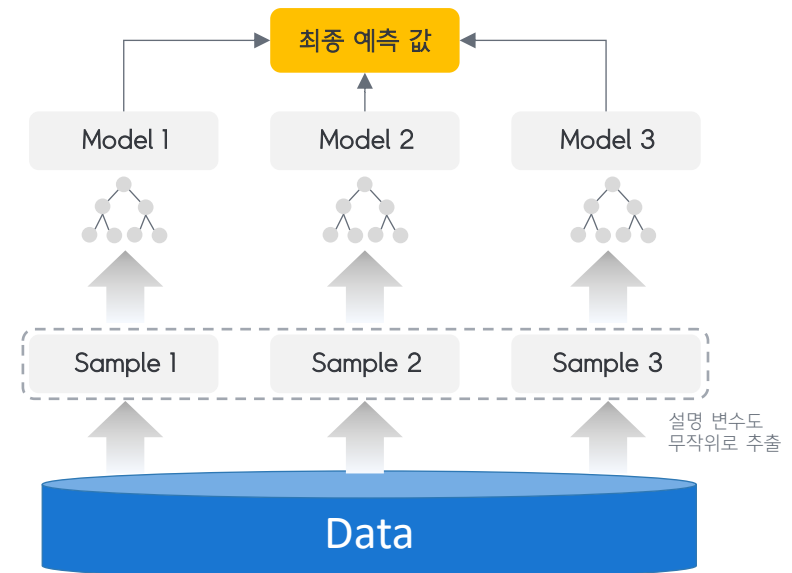 최종 예측 값
Model 1
Model 2
Model 3
Sample 1
Sample 2
Sample 3
설명 변수도
무작위로 추출
Data